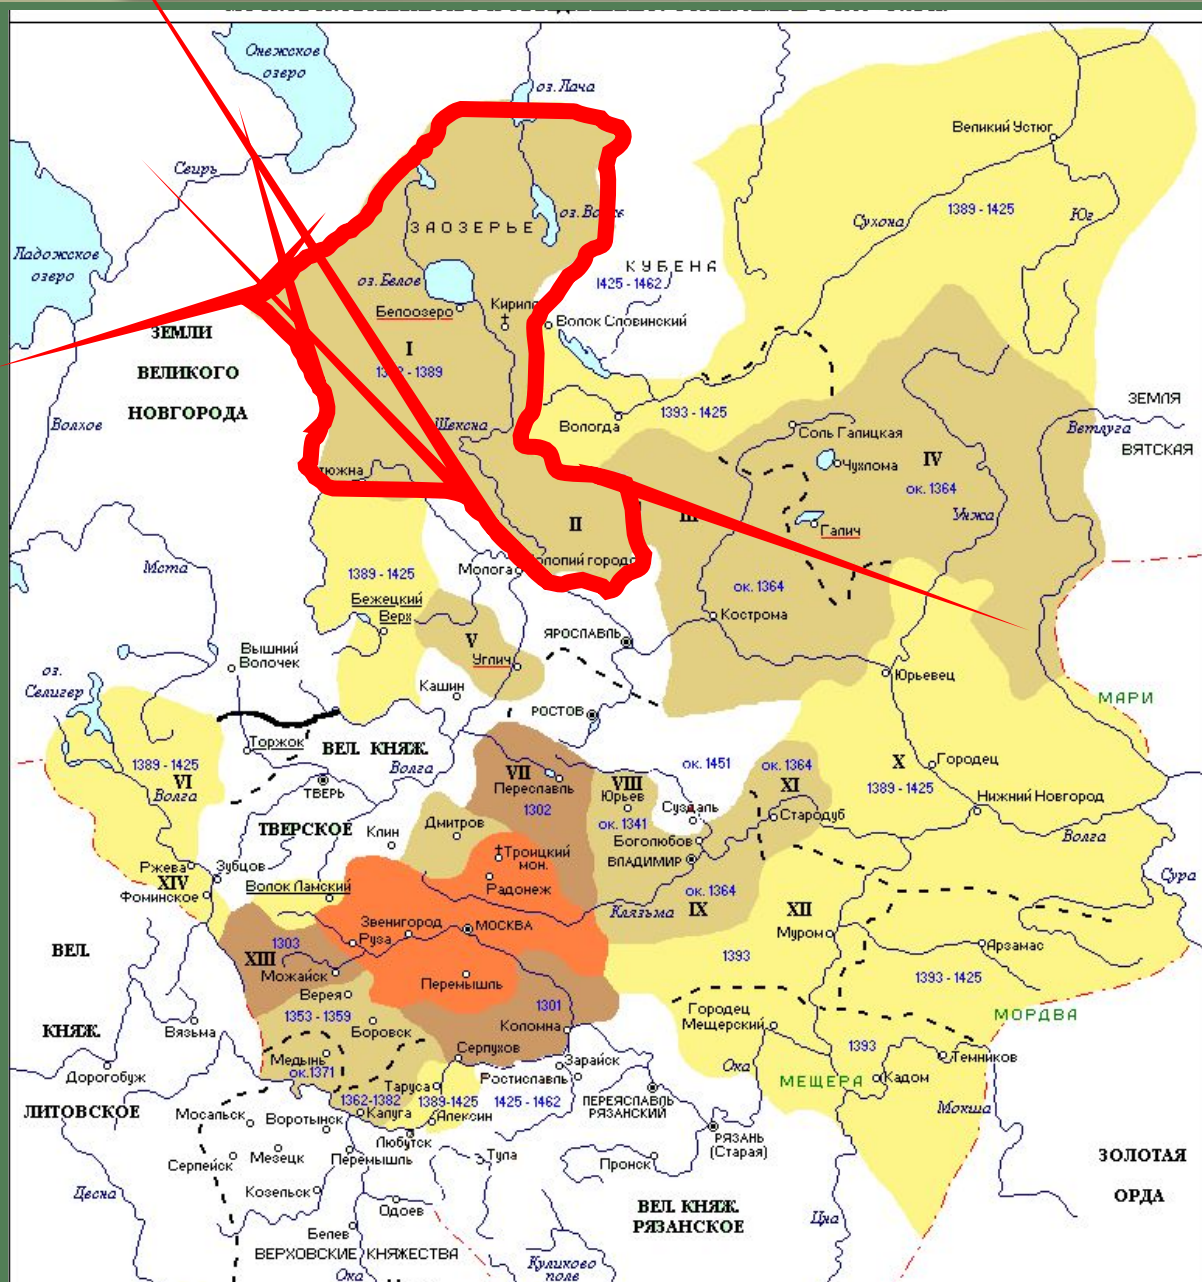 Онежское
озеро
оз. Лача
Великий Устюг
Свирь
1389 - 1425
Сухона
Юг
ЗАОЗЕРЬЕ
Ладожское
озеро
КУБЕНА
1425 - 1462
оз. Белое
Белоозеро
Волок Словинский
ЗЕМЛИ
ВЕЛИКОГО
НОВГОРОДА
I
1393 - 1425
ЗЕМЛЯ
ВЯТСКАЯ
Ветлуга
Волхов
Шексна
Вологда
Соль Галицкая
Чухлома
IV
ок. 1364
II
Унжа
Галич
Молога
Мста
1389 - 1425
Бежецкий
Верх
ок. 1364
Кострома
V
Углич
ЯРОСЛАВЛЬ
Вышний
Волочек
оз.
Селигер
Кашин
Юрьевец
МАРИ
РОСТОВ
Торжок
ВЕЛ. КНЯЖ.
Волга
1389 - 1425
VI
Волга
ТВЕРЬ
VII
Переславль
1302
ок. 1451
VIII
Юрьев
ок. 1341
ок. 1364
XI
Стародуб
X
1389 - 1425
Городец
Нижний Новгород
Волга
ТВЕРСКОЕ
Клин
Дмитров
Суздаль
Боголюбов
ВЛАДИМИР
Троицкий
мон.
Радонеж
Ржева
Зубцов
XIV
Фоминское
Волок Ламский
ок. 1364
IX
Клязьма
XII
Муром
Сура
Звенигород
Руза
МОСКВА
ВЕЛ.
1303
XIII
Можайск
Перемышль
1393
Арзамас
1393 - 1425
Верея
1353 - 1359
Боровск
1301
Коломна
Городец
Мещерский
МОРДВА
КНЯЖ.
Вязьма
Медынь
ок.1371
Серпухов
Зарайск
Ока
1393
Темников
Дорогобуж
Таруса
Ростиславль
МЕЩЕРА
Кадом
ЛИТОВСКОЕ
1362-1382
Калуга
1389-1425
Алексин
1425 - 1462
ПЕРЕЯСЛАВЛЬ
РЯЗАНСКИЙ
Мокша
Мосальск
Воротынск
Любутск
РЯЗАНЬ
(Старая)
Серпейск
Мезецк
Перемышль
Тула
Пронск
ЗОЛОТАЯ
ОРДА
Десна
Козельск
Одоев
ВЕЛ. КНЯЖ.
РЯЗАНСКОЕ
Цна
Белев
ВЕРХОВСКИЕ КНЯЖЕСТВА
Ока
Куликово
поле